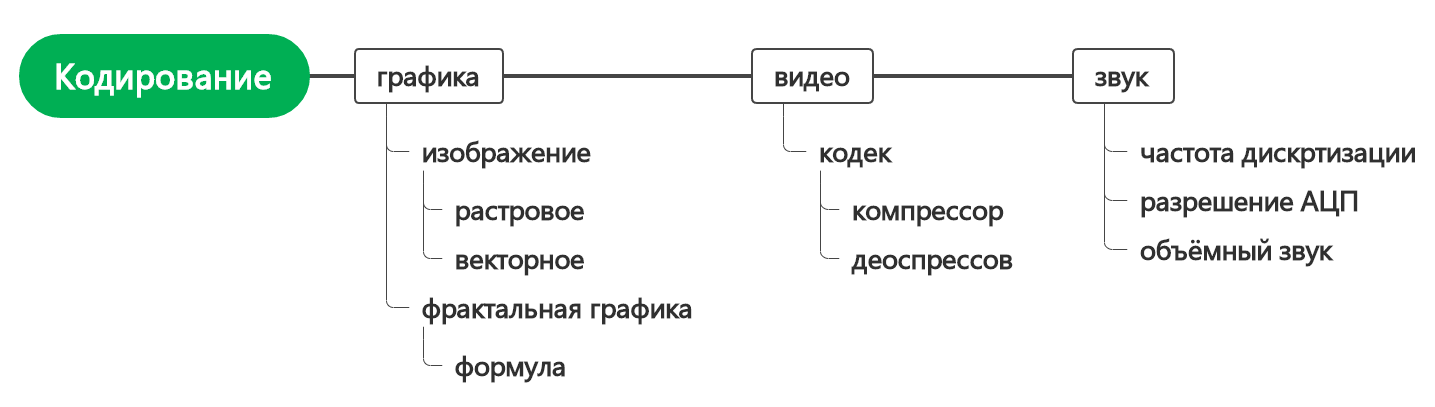 Кодирование
графика
изображение
растровое
векторное
фрактальная графика
формула
видео
кодек
компрессор
деоспрессов
звук
частота дискртизации
разрешение АЦП
объёмный звук